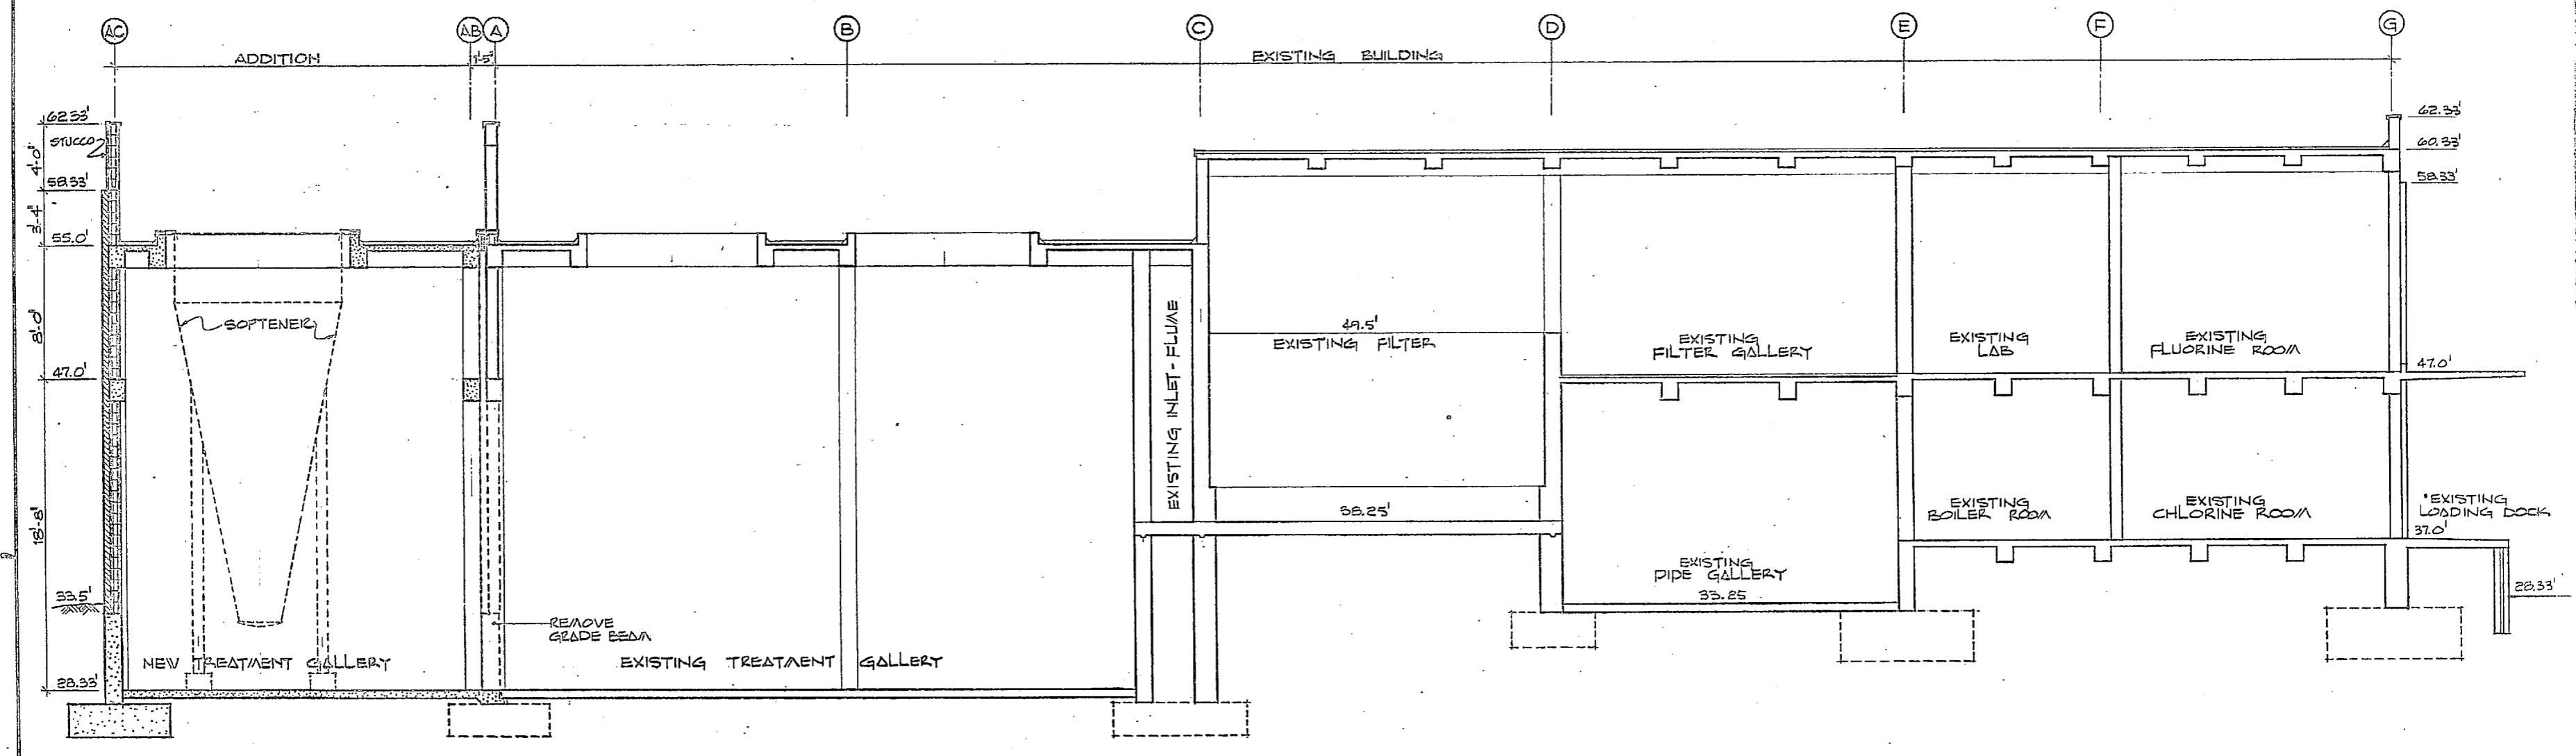 AC AB A B C D E F G
ADDITION 1'-5" EXISTING BUILDING
62.33'
STUCCO
4'-0"
58.33'
3'-4"
55.0'
8'-0"
47.0'
18'-8"
33.5'
28.33'
SOFTENER
NEW TREATMENT GALLERY
REMOVE
GRADE BEAM
EXISTING TREATMENT GALLERY
EXISTING INLET - FLUME
49.5'
EXISTING FILTER
38.25'
EXISTING
FILTER GALLERY
EXISTING
PIPE GALLERY
33.25
EXISTING
LAB
EXISTING
FLUORINE ROOM
EXISTING
BOILER ROOM
EXISTING
CHLORINE ROOM
62.33'
60.33'
58.33'
47.0'
EXISTING
LOADING DOCK
37.0'
28.33'